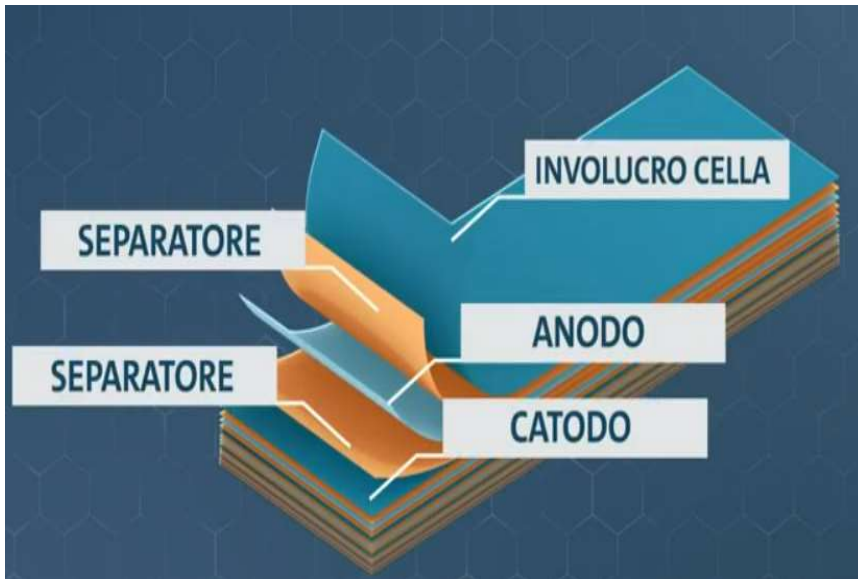 INVOLUCRO CELLA
SEPARATORE
ANODO
SEPARATORE
CATODO